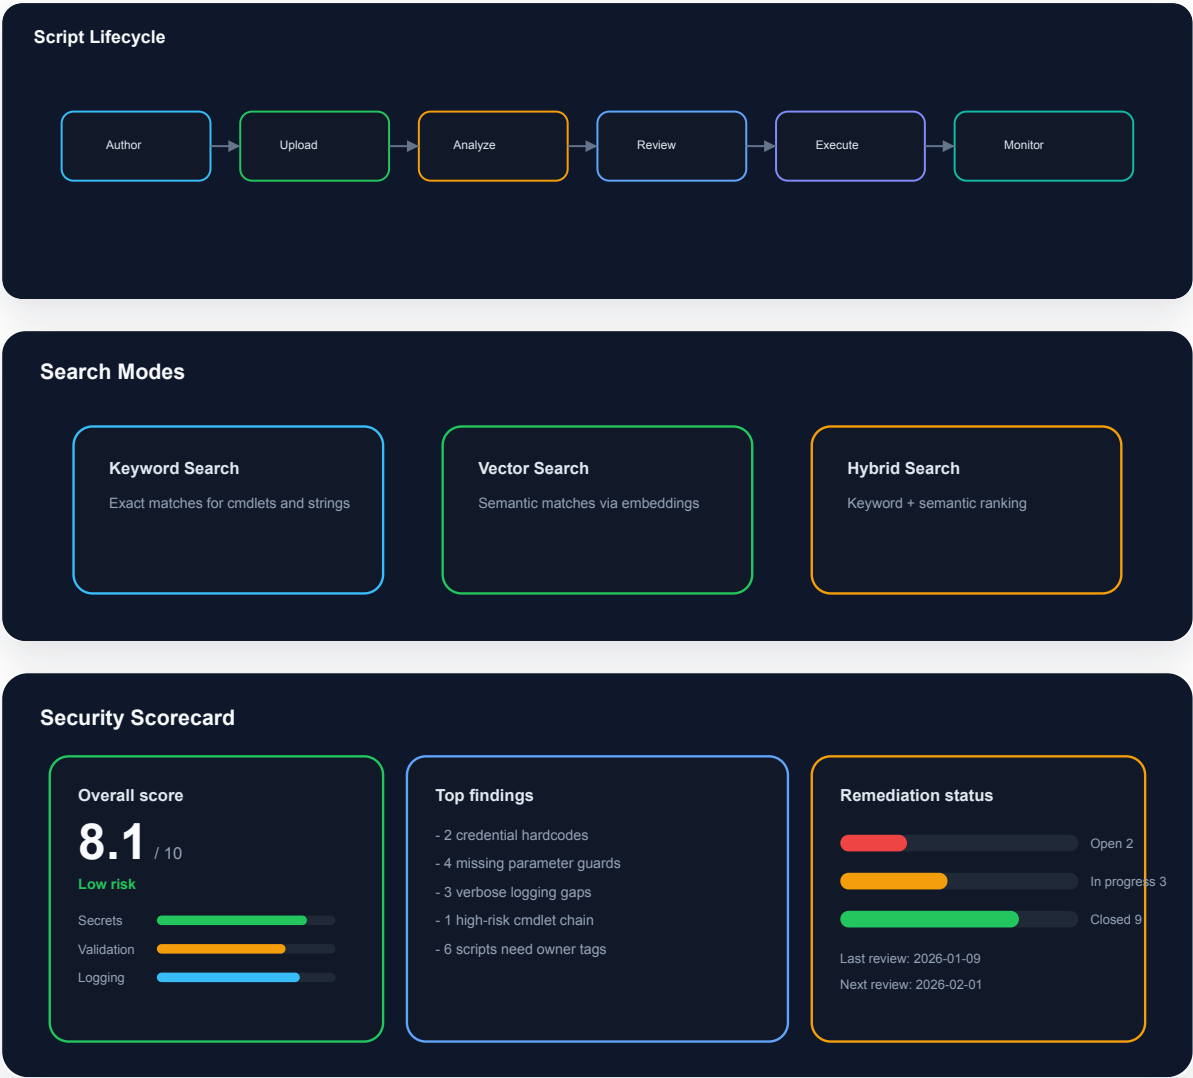 Script Lifecycle
Author
Upload
Analyze
Review
Execute
Monitor
Search Modes
Keyword Search
Exact matches for cmdlets and strings
Vector Search
Semantic matches via embeddings
Hybrid Search
Keyword + semantic ranking
Security Scorecard
Overall score
8.1 / 10
Low risk
Secrets
Validation
Logging
Top findings
- 2 credential hardcodes
- 4 missing parameter guards
- 3 verbose logging gaps
- 1 high-risk cmdlet chain
- 6 scripts need owner tags
Remediation status
Open 2
In progress 3
Closed 9
Last review: 2026-01-09
Next review: 2026-02-01